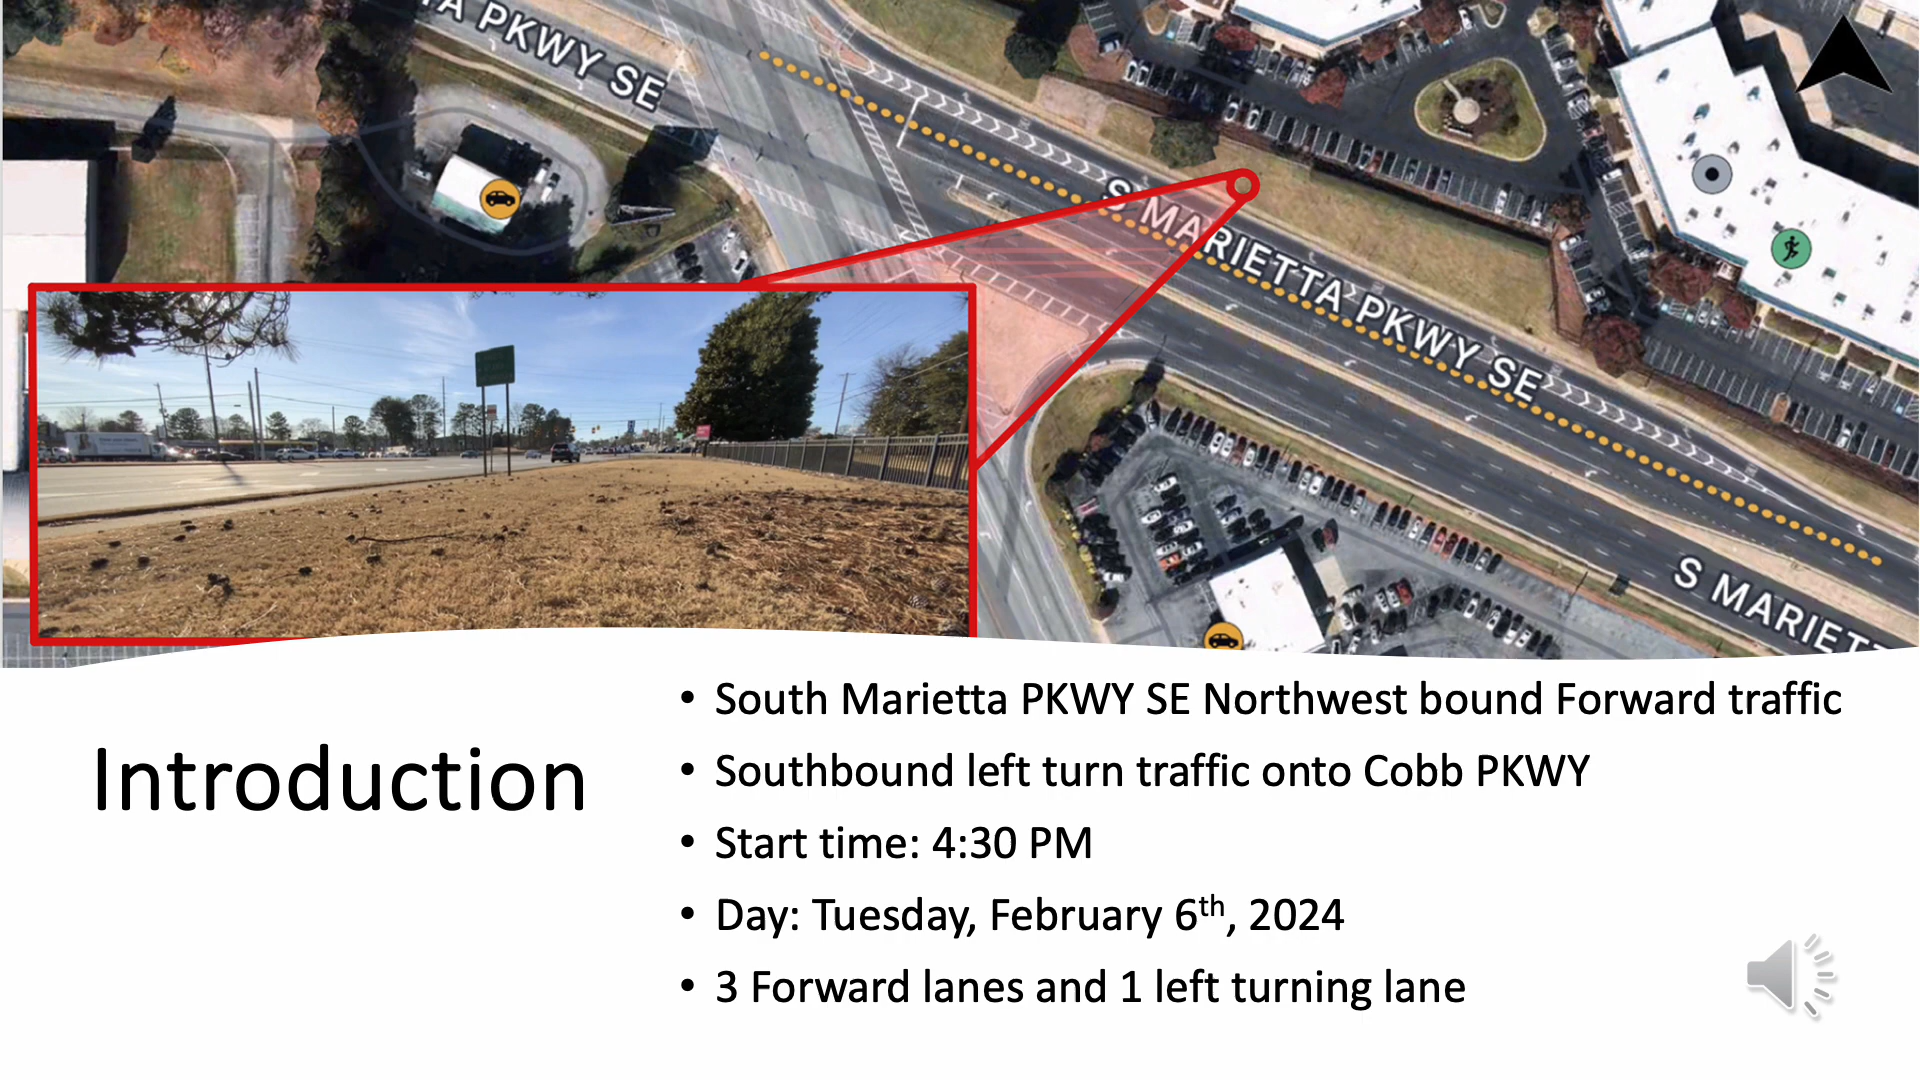 TA PKWY SE
S MARIETTA PKWY SE
S MARIETT
Introduction
• South Marietta PKWY SE Northwest bound Forward traffic
• Southbound left turn traffic onto Cobb PKWY
• Start time: 4:30 PM
• Day: Tuesday, February 6th, 2024
• 3 Forward lanes and 1 left turning lane